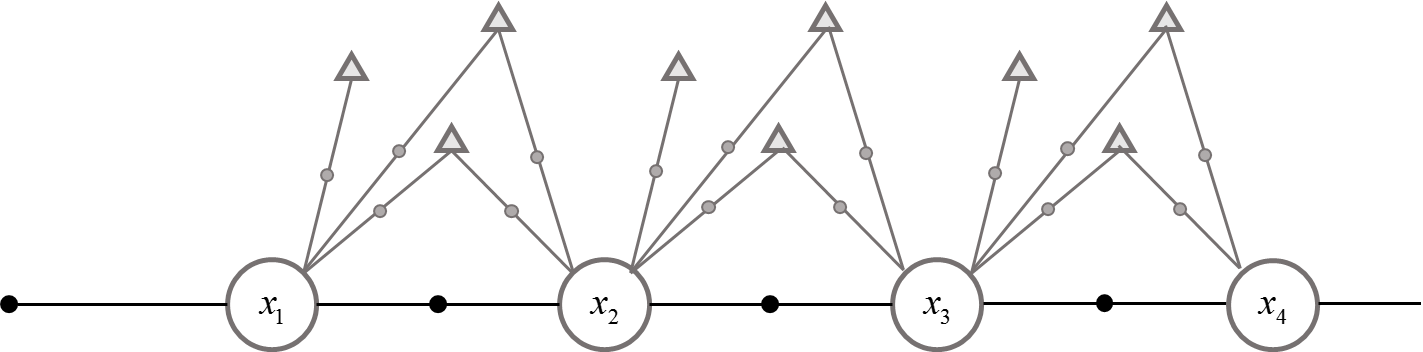 x₁ x₂ x₃ x₄